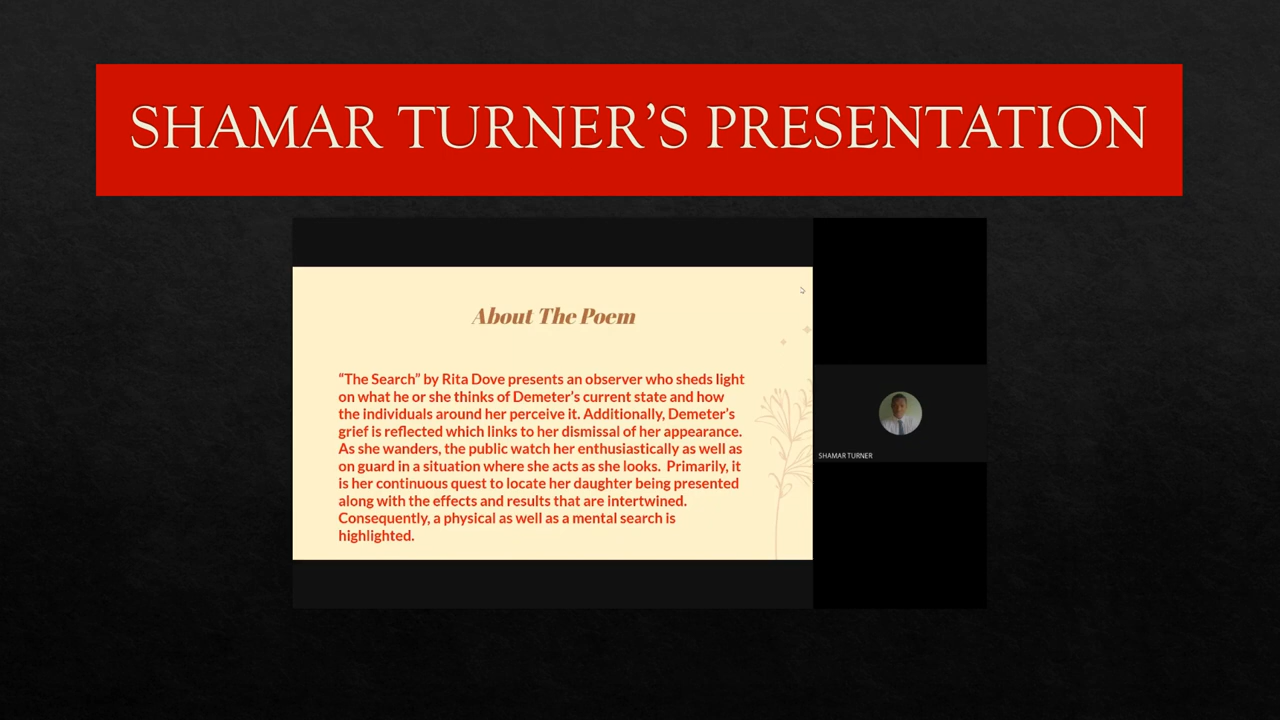 SHAMAR TURNER’S PRESENTATION
About The Poem
“The Search” by Rita Dove presents an observer who sheds light
on what he or she thinks of Demeter’s current state and how
the individuals around her perceive it. Additionally, Demeter’s
grief is reflected which links to her dismissal of her appearance.
As she wanders, the public watch her enthusiastically as well as
on guard in a situation where she acts as she looks.  Primarily, it
is her continuous quest to locate her daughter being presented
along with the effects and results that are intertwined.
Consequently, a physical as well as a mental search is
highlighted.
SHAMAR TURNER